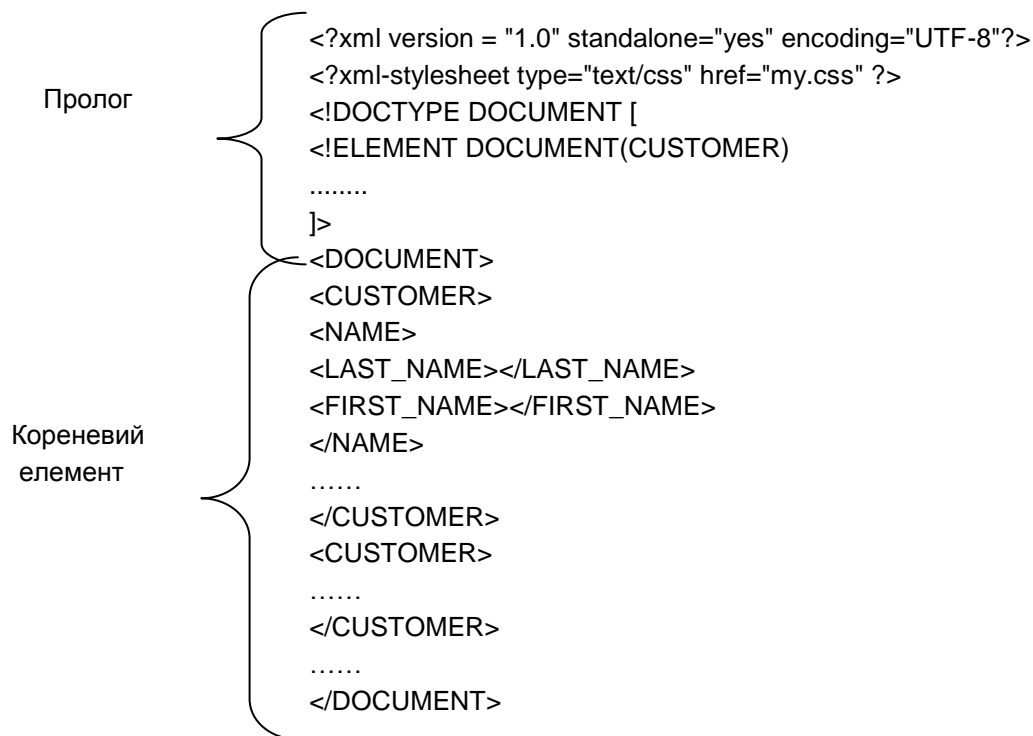 <?xml version = "1.0" standalone="yes" encoding="UTF-8"?>
<?xml-stylesheet type="text/css" href="my.css" ?>
Пролог
<!DOCTYPE DOCUMENT [
<!ELEMENT DOCUMENT(CUSTOMER)
........
]>
<DOCUMENT>
<CUSTOMER>
<NAME>
<LAST_NAME></LAST_NAME>
<FIRST_NAME></FIRST_NAME>
Кореневий
елемент
</NAME>
……
</CUSTOMER>
<CUSTOMER>
……
</CUSTOMER>
……
</DOCUMENT>